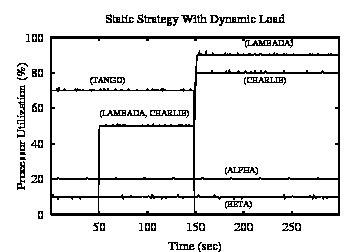 Static Strategy With Dynamic Load
100
(LAMBADA)
80
(TANGO)
(CHARLIE)
60
(LAMBADA, CHARLIE)
Processor Utilization (%)
40
(ALPHA)
20
(BETA)
0
50
100
150
200
250
Time (sec)